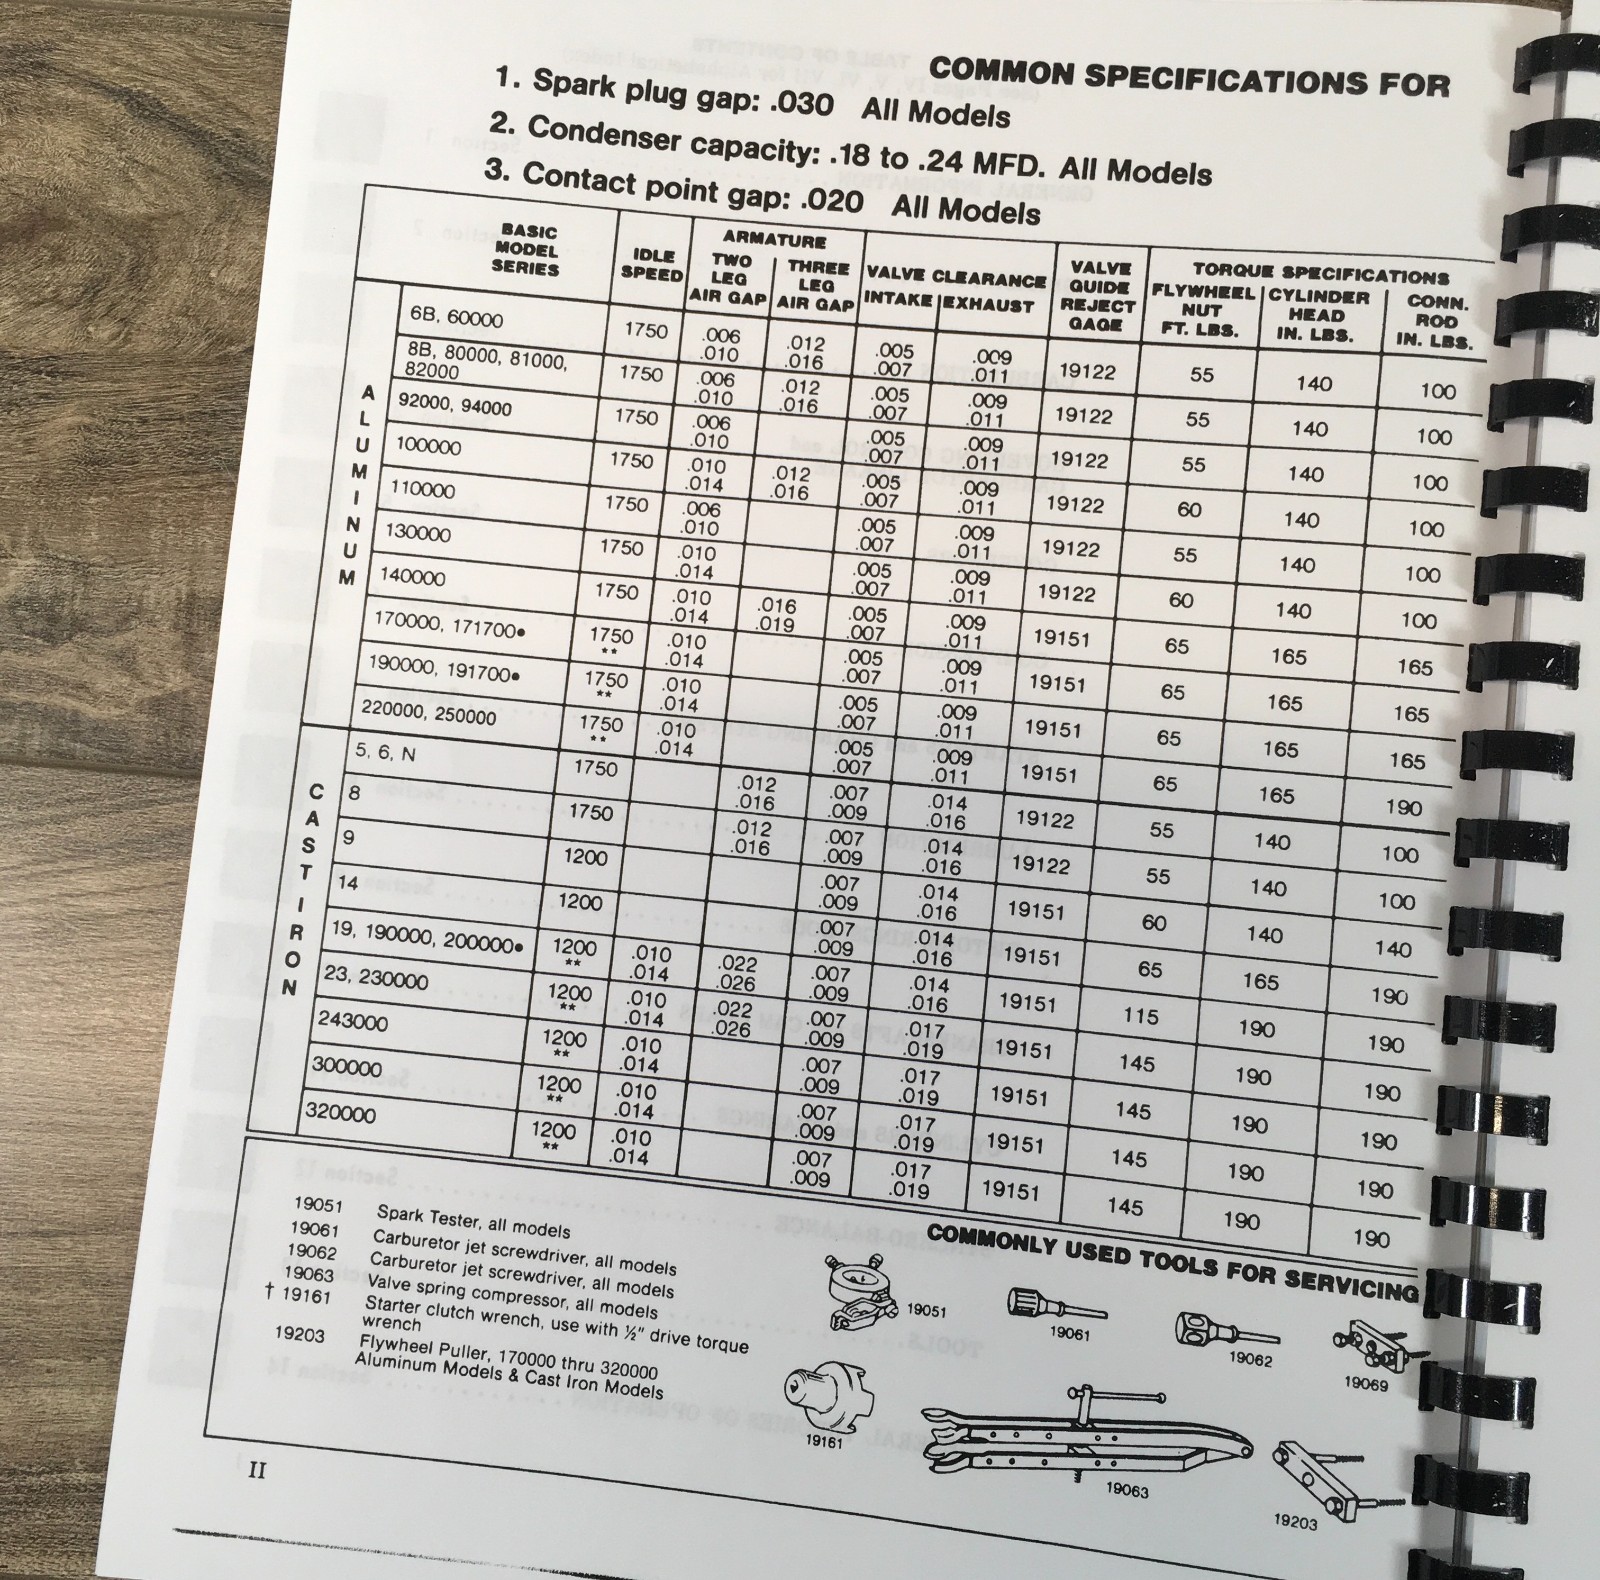 COMMON SPECIFICATIONS FOR
1. Spark plug gap: .030 All Models
2. Condenser capacity: .18 to .24 MFD. All Models
3. Contact point gap: .020 All Models
BASIC MODEL SERIES IDLE SPEED ARMATURE TWO LEG AIR GAP THREE LEG AIR GAP VALVE CLEARANCE INTAKE EXHAUST VALVE GUIDE REJECT GAGE TORQUE SPECIFICATIONS FLYWHEEL NUT FT. LBS. CYLINDER HEAD IN. LBS. CONN. ROD IN. LBS.
ALUMINUM
6B, 60000 1750 .006 .010 .012 .016 .005 .007 .009 .011 19122 55 140 100
8B, 80000, 81000, 82000 1750 .006 .010 .012 .016 .005 .007 .009 .011 19122 55 140 100
92000, 94000 1750 .006 .010 .005 .007 .009 .011 19122 55 140 100
100000 1750 .010 .014 .012 .016 .005 .007 .009 .011 19122 60 140 100
110000 1750 .006 .010 .005 .007 .009 .011 19122 55 140 100
130000 1750 .010 .014 .005 .007 .009 .011 19122 60 140 100
140000 1750 .010 .014 .016 .019 .005 .007 .009 .011 19151 65 165 165
170000, 171700• 1750 ** .010 .014 .005 .007 .009 .011 19151 65 165 165
190000, 191700• 1750 ** .010 .014 .005 .007 .009 .011 19151 65 165 165
220000, 250000 1750 ** .010 .014 .005 .007 .009 .011 19151 65 165 190
CAST IRON
5, 6, N 1750 .012 .016 .007 .009 .014 .016 19122 55 140 100
8 1750 .012 .016 .007 .009 .014 .016 19122 55 140 100
9 1200 .007 .009 .014 .016 19151 60 140 140
14 1200 .007 .009 .014 .016 19151 65 165 190
19, 190000, 200000• 1200 ** .010 .014 .022 .026 .007 .009 .014 .016 19151 115 190 190
23, 230000 1200 ** .010 .014 .022 .026 .007 .009 .017 .019 19151 145 190 190
243000 1200 ** .010 .014 .007 .009 .017 .019 19151 145 190 190
300000 1200 ** .010 .014 .007 .009 .017 .019 19151 145 190 190
320000 1200 ** .010 .014 .007 .009 .017 .019 19151 145 190 190
COMMONLY USED TOOLS FOR SERVICING
19051 Spark Tester, all models
19061 Carburetor jet screwdriver, all models
19062 Carburetor jet screwdriver, all models
19063 Valve spring compressor, all models
† 19161 Starter clutch wrench, use with ½" drive torque
wrench
19203 Flywheel Puller, 170000 thru 320000
Aluminum Models & Cast Iron Models
19051
19061
19062
19069
19161
19063
19203
II